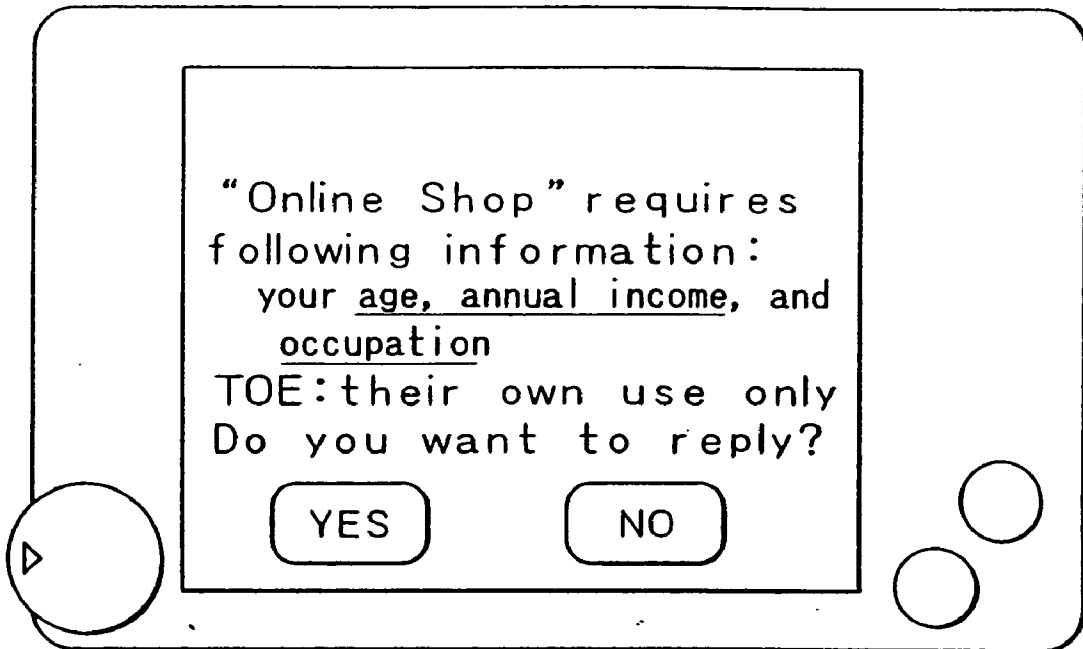 “Online Shop” requires
following information:
your age, annual income, and
occupation
TOE: their own use only
Do you want to reply?
YES NO